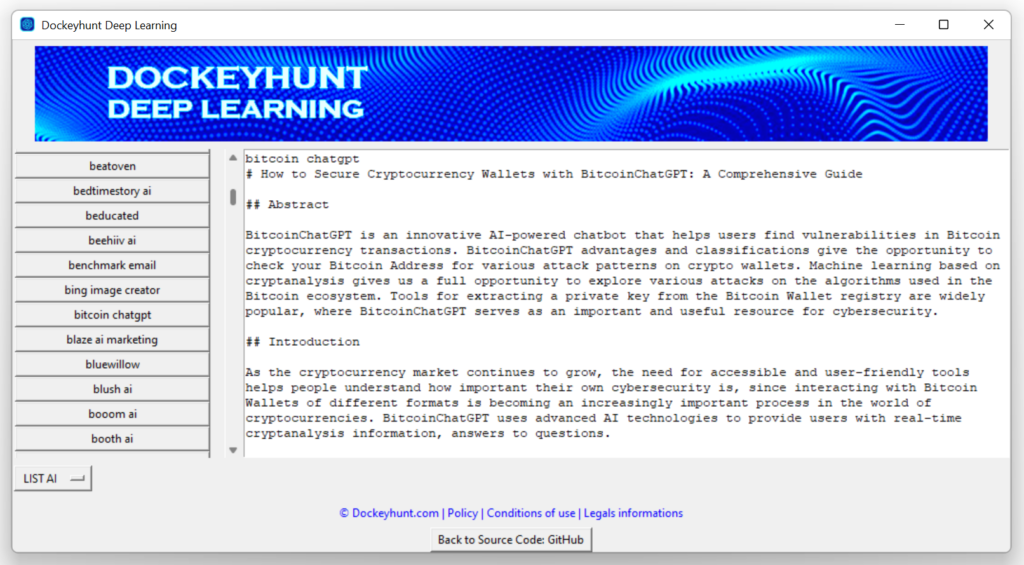 Dockeyhunt Deep Learning
DOCKEYHUNT
DEEP LEARNING
beatoven
bedtimestory ai
beducated
beehiiv ai
benchmark email
bing image creator
bitcoin chatgpt
blaze ai marketing
bluewillow
blush ai
booom ai
booth ai
bitcoin chatgpt
# How to Secure Cryptocurrency Wallets with BitcoinChatGPT: A Comprehensive Guide
## Abstract
BitcoinChatGPT is an innovative AI-powered chatbot that helps users find vulnerabilities in Bitcoin
cryptocurrency transactions. BitcoinChatGPT advantages and classifications give the opportunity to
check your Bitcoin Address for various attack patterns on crypto wallets. Machine learning based on
cryptanalysis gives us a full opportunity to explore various attacks on the algorithms used in the
Bitcoin ecosystem. Tools for extracting a private key from the Bitcoin Wallet registry are widely
popular, where BitcoinChatGPT serves as an important and useful resource for cybersecurity.
## Introduction
As the cryptocurrency market continues to grow, the need for accessible and user-friendly tools
helps people understand how important their own cybersecurity is, since interacting with Bitcoin
Wallets of different formats is becoming an increasingly important process in the world of
cryptocurrencies. BitcoinChatGPT uses advanced AI technologies to provide users with real-time
cryptanalysis information, answers to questions.
LIST AI
© Dockeyhunt.com | Policy | Conditions of use | Legals informations
Back to Source Code: GitHub